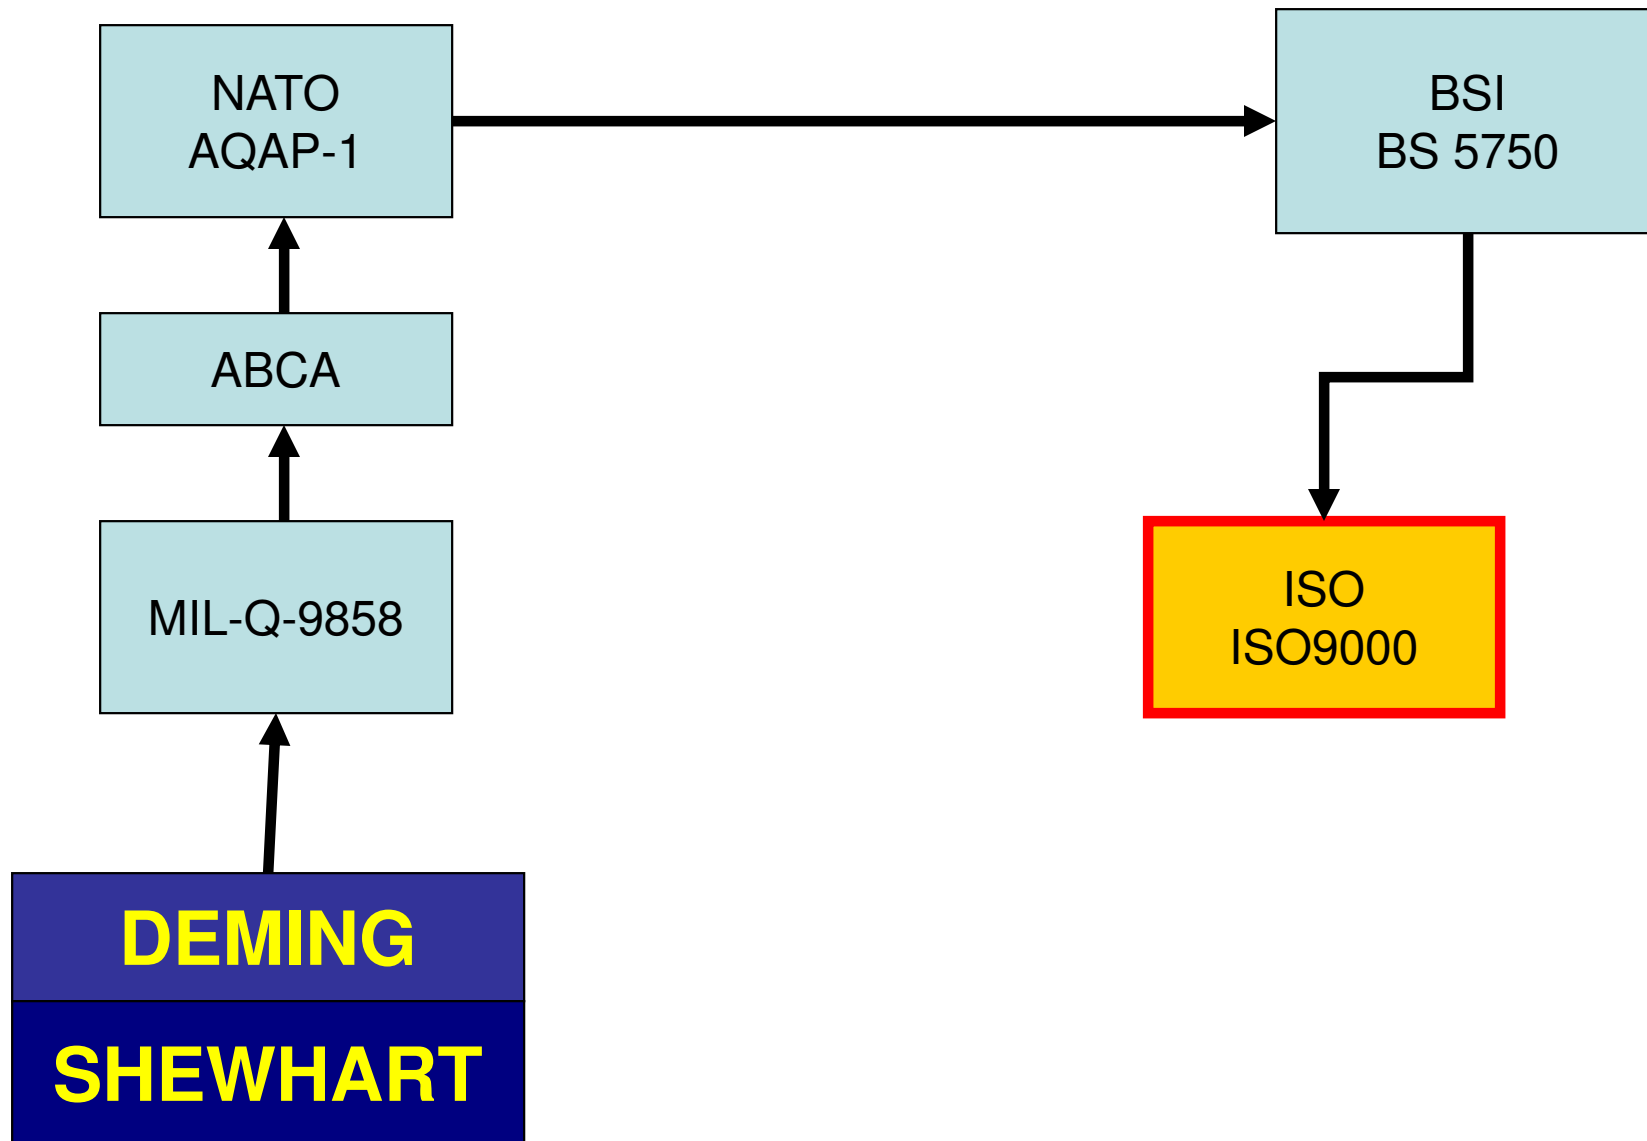 NATO
AQAP-1
BSI
BS 5750
ABCA
MIL-Q-9858
ISO
ISO9000
DEMING
SHEWHART